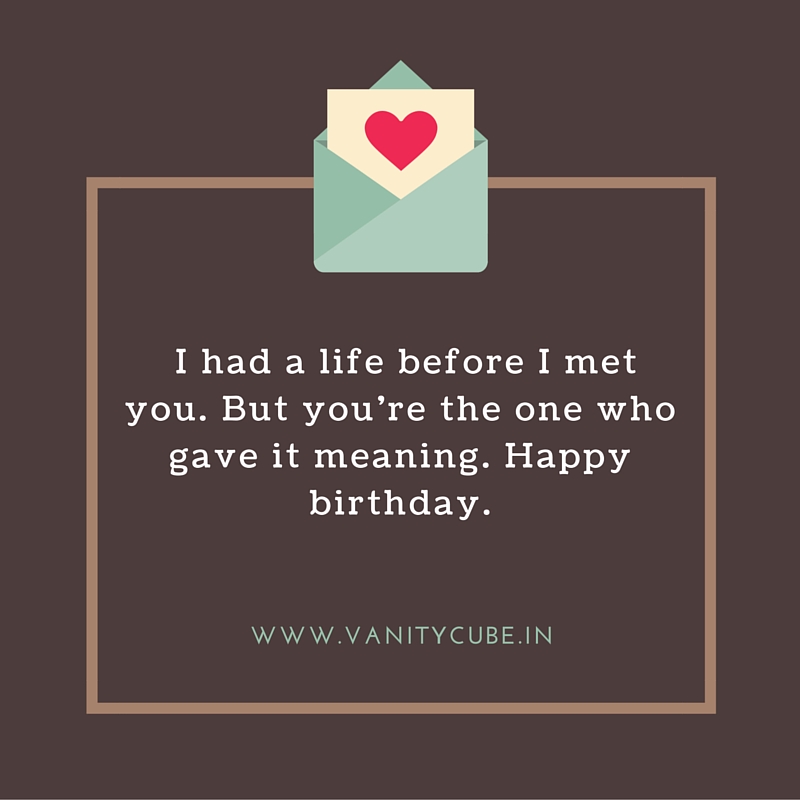 I had a life before I met
you. But you’re the one who
gave it meaning. Happy
birthday.
WWW.VANITYCUBE.IN